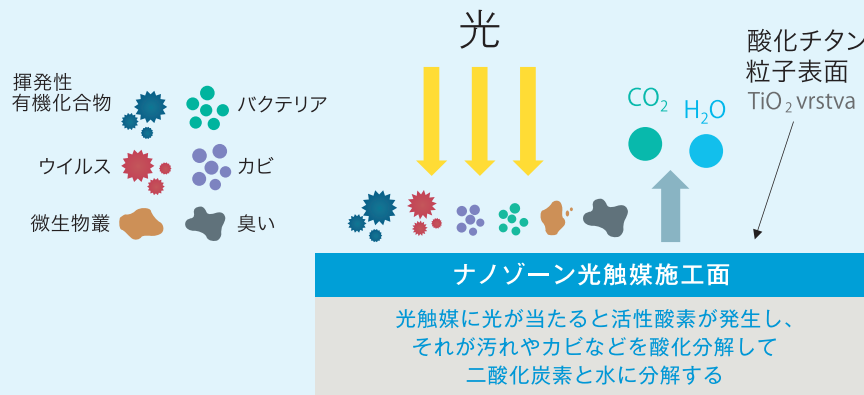 光
酸化チタン
粒子表面
TiO₂ vrstva
揮発性
有機化合物
バクテリア
ウイルス
カビ
微生物叢
臭い
CO₂
H₂O
ナノゾーン光触媒施工面
光触媒に光が当たると活性酸素が発生し、
それが汚れやカビなどを酸化分解して
二酸化炭素と水に分解する